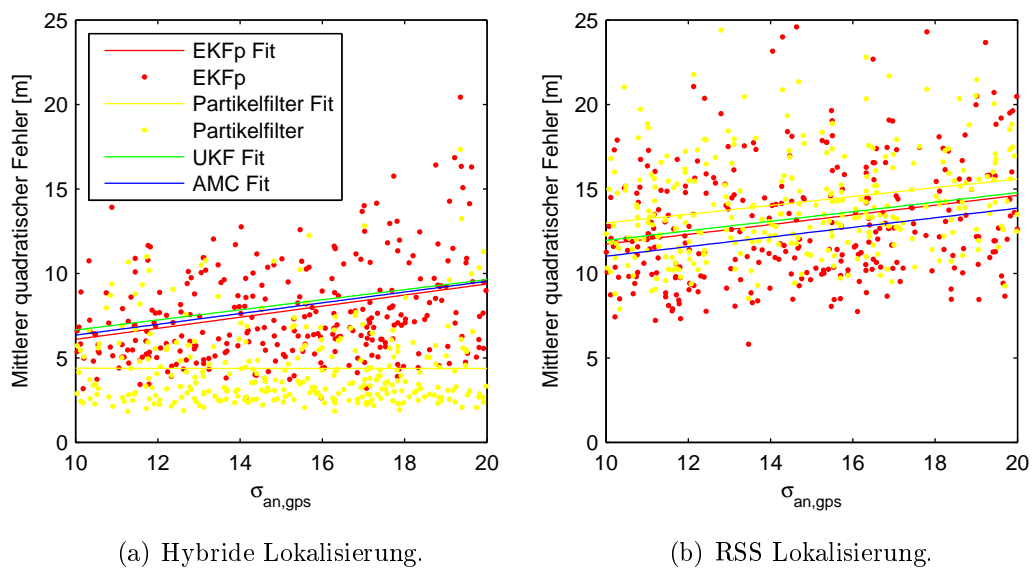 25
20
15
10
5
0
Mittlerer quadratischer Fehler [m]
EKFp Fit
EKFp
Partikelfilter Fit
Partikelfilter
UKF Fit
AMC Fit
10 12 14 16 18 20
σan,gps
(a) Hybride Lokalisierung.
25
20
15
10
5
0
Mittlerer quadratischer Fehler [m]
10 12 14 16 18 20
σan,gps
(b) RSS Lokalisierung.